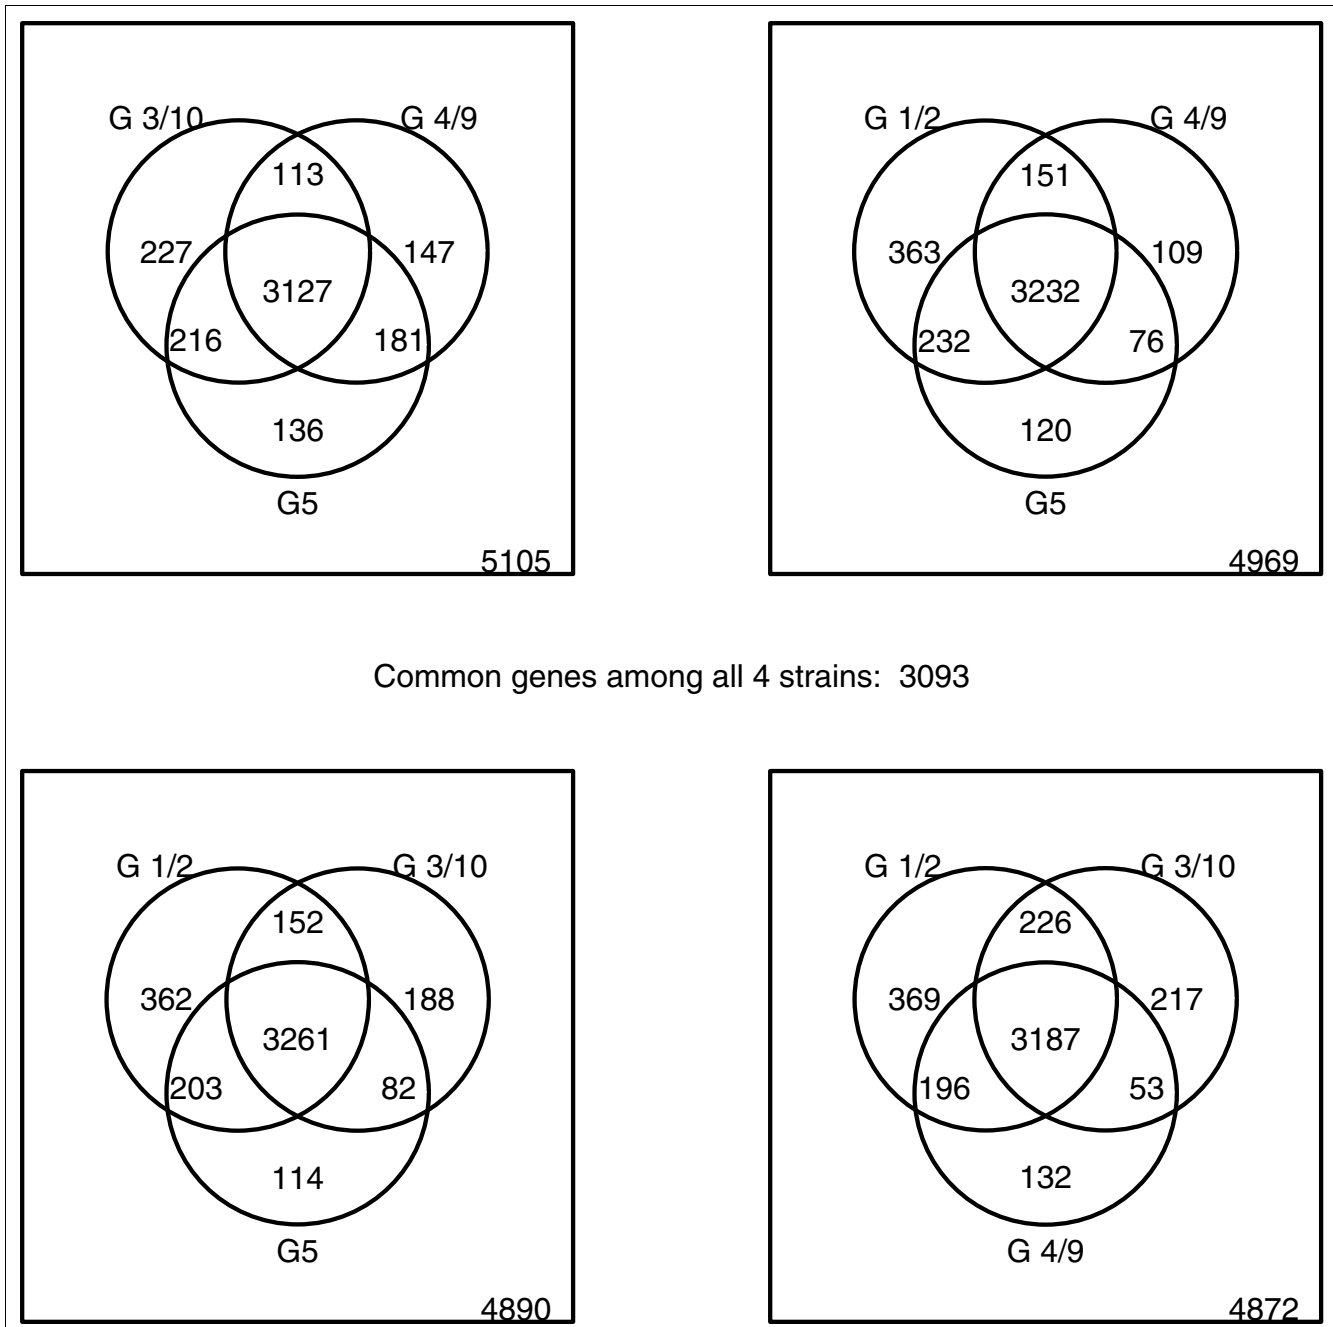 G 3/10 G 4/9
113
227 147
3127
216 181
136
G5
5105
G 1/2 G 4/9
151
363 109
3232
232 76
120
G5
4969
Common genes among all 4 strains: 3093
G 1/2 G 3/10
152
362 188
3261
203 82
114
G5
4890
G 1/2 G 3/10
226
369 217
3187
196 53
132
G 4/9
4872